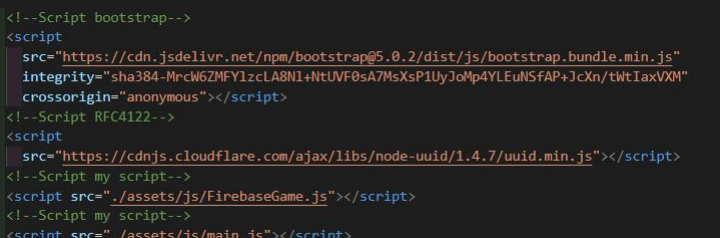 <!--Script bootstrap-->
<script
src="https://cdn.jsdelivr.net/npm/bootstrap@5.0.2/dist/js/bootstrap.bundle.min.js"
integrity="sha384-MrcW6ZMFYlzcLA8Nl+NtUVF0sA7MsXsP1UyJoMp4YLEuNSfAP+JcXn/tWtIaxVXM"
crossorigin="anonymous"></script>
<!--Script RFC4122-->
<script
src="https://cdnjs.cloudflare.com/ajax/libs/node-uuid/1.4.7/uuid.min.js"></script>
<!--Script my script-->
<script src="./assets/js/FirebaseGame.js"></script>
<!--Script my script-->
<script src="./assets/js/main.js"></script>